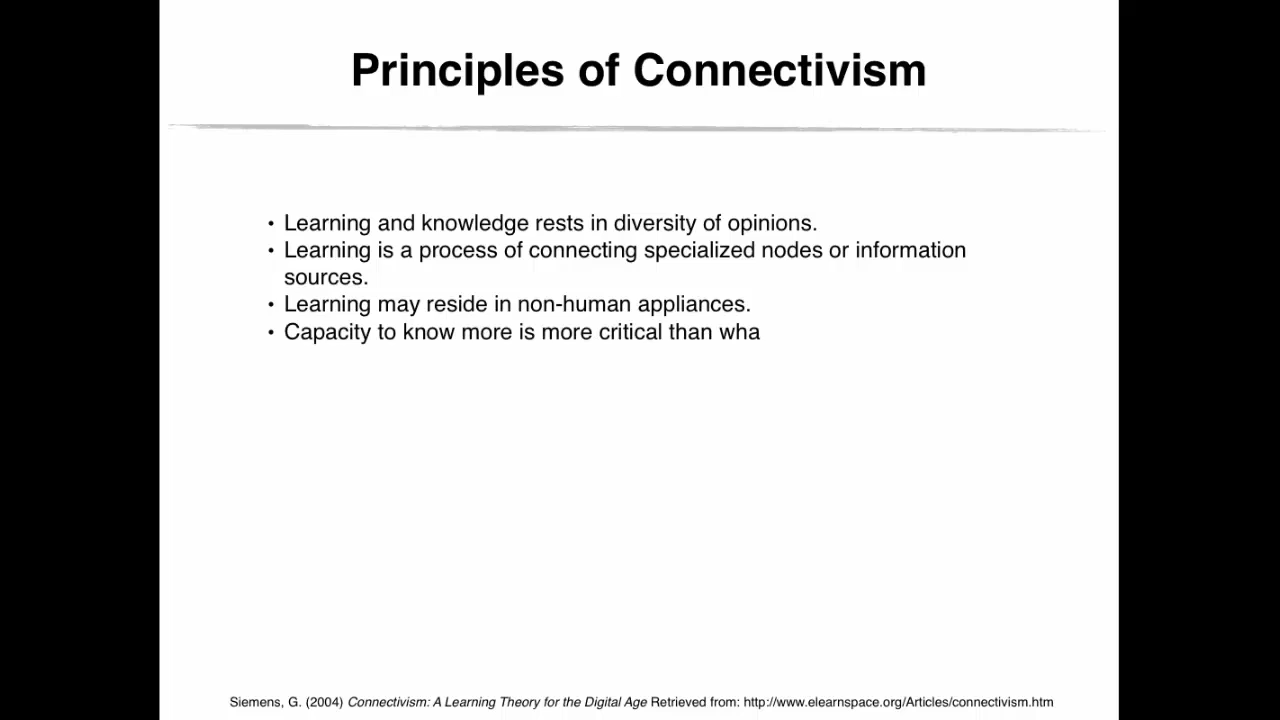 Principles of Connectivism
• Learning and knowledge rests in diversity of opinions.
• Learning is a process of connecting specialized nodes or information
sources.
• Learning may reside in non-human appliances.
• Capacity to know more is more critical than wha
Siemens, G. (2004) Connectivism: A Learning Theory for the Digital Age Retrieved from: http://www.elearnspace.org/Articles/connectivism.htm